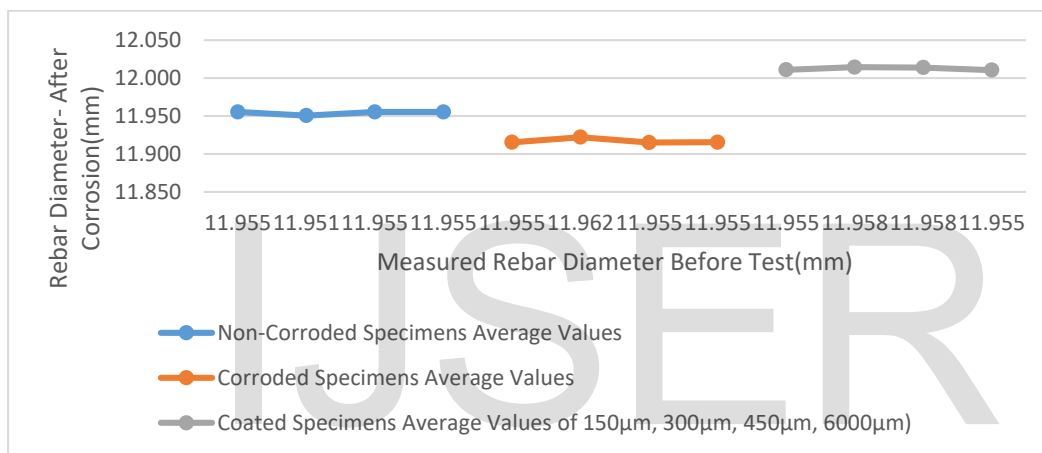 Rebar Diameter- After
Corrosion(mm)
12.050
12.000
11.950
11.900
11.850
11.955 11.951 11.955 11.955 11.955 11.962 11.955 11.955 11.955 11.958 11.958 11.955
Measured Rebar Diameter Before Test(mm)
Non-Corroded Specimens Average Values
Corroded Specimens Average Values
Coated Specimens Average Values of 150µm, 300µm, 450µm, 6000µm)
IJSER